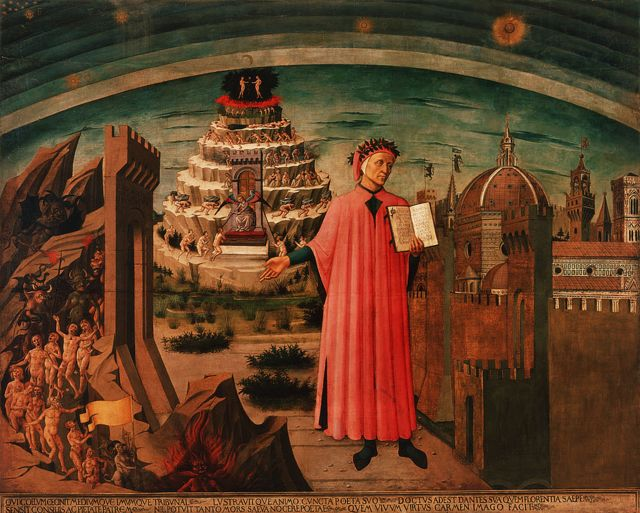 QVI COELVM CECINIT MEDIVMQVE IMVMQVE TRIBVNAL LVSTRAVITQVE ANIMO CVNCTA POETA SVO DOCTVS ADEST DANTES SVA QVEM FLORENTIA SAEPE
SENSIT CONSILIIS AC PIETATE PATREM NIL POTVIT TANTO MORS SAEVA NOCERE POETAE QVEM VIVVM VIRTVS CARMEN IMAGO FACIT